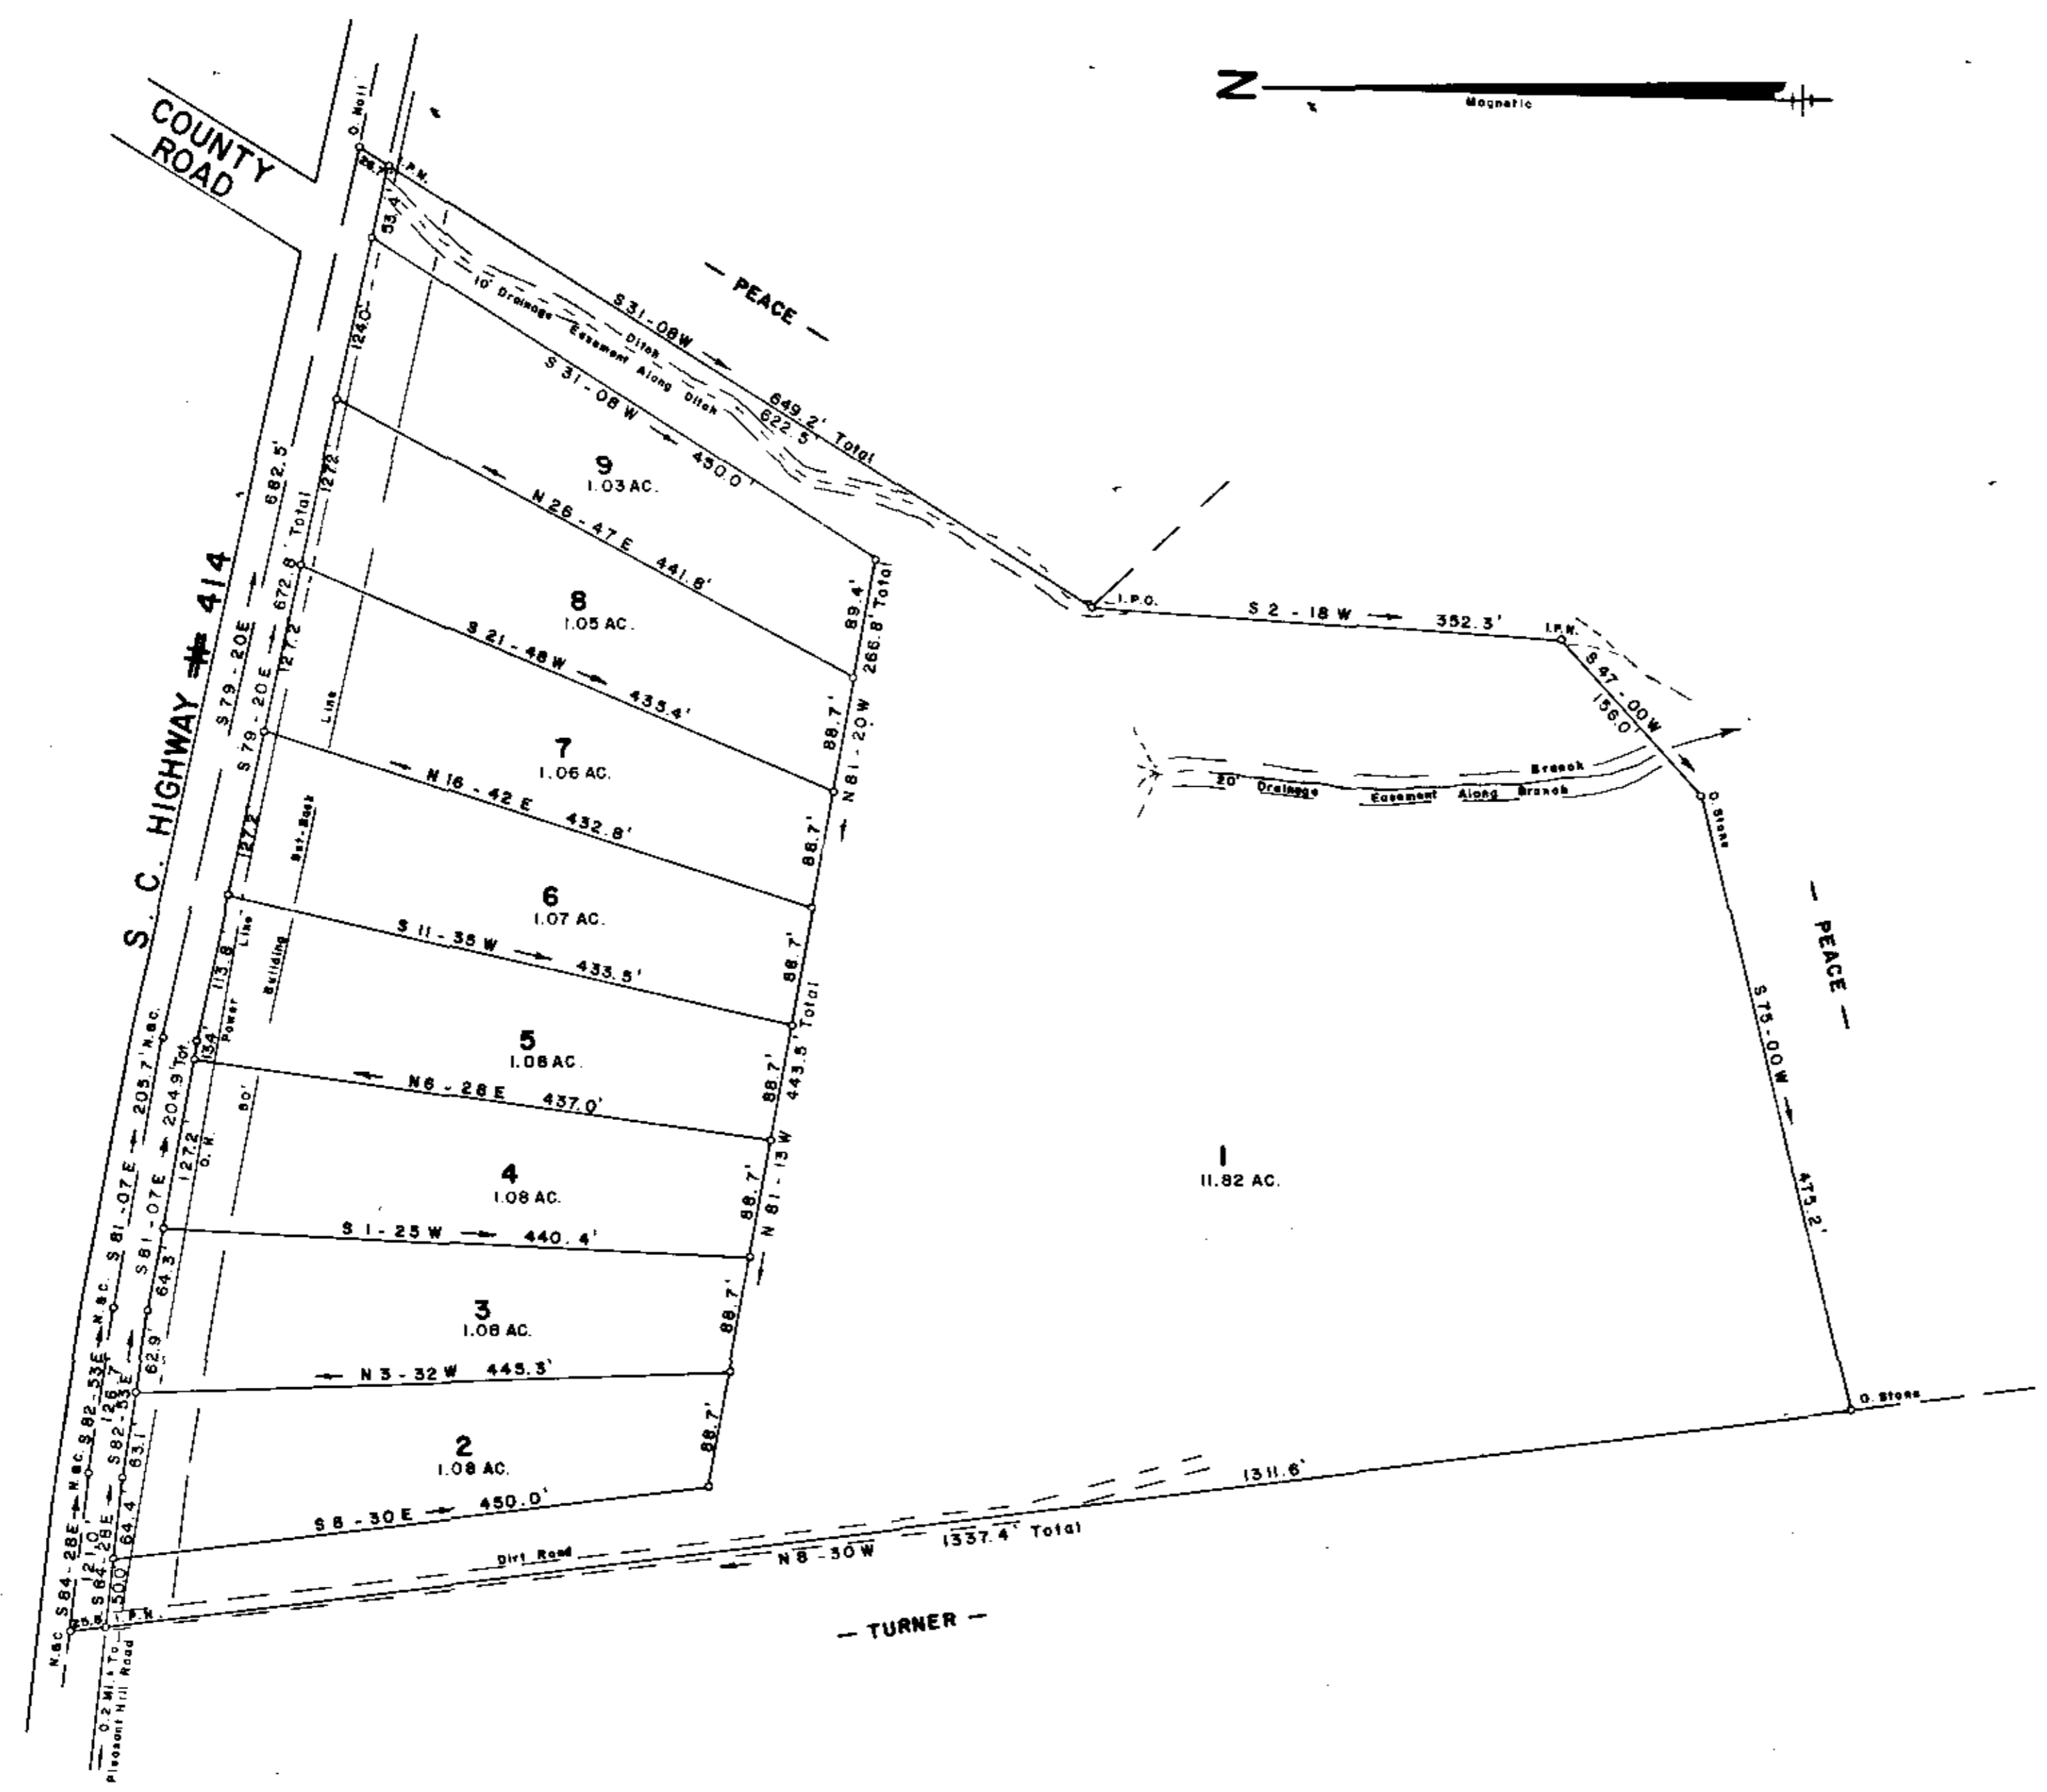 N
Magnetic
COUNTY
ROAD
O. Nail
26.7'
I.P.N.
53.4'
— PEACE —
S 31-08 W
649.2' Total
622.5'
Ditch
10' Drainage Easement Along Ditch
S 31-08 W
450.0'
124.0'
127.2'
9
1.03 AC.
N 26-47 E 441.8'
8
1.05 AC.
S 21-48 W 435.4'
7
1.06 AC.
N 16-42 E 432.8'
6
1.07 AC.
S 11-35 W 433.5'
5
1.08 AC.
N 6-28 E 437.0'
4
1.08 AC.
S 1-25 W 440.4'
3
1.08 AC.
N 3-32 W 445.3'
2
1.08 AC.
S 8-30 E 450.0'
89.4'
266.8' Total
88.7'
N 81-20 W
88.7'
88.7'
443.5' Total
88.7'
N 81-13 W
88.7'
88.7'
88.7'
I.P.O.
S 2-18 W 352.3'
I.P.N.
S 47-00 W
156.0'
O. Stone
Branch
20' Drainage Easement Along Branch
— PEACE —
S 75-00 W 475.2'
O. Stone
1
11.82 AC.
1311.6'
1337.4' Total
N 8-30 W
Dirt Road
— TURNER —
S. C. HIGHWAY # 414
S 79-20 E 682.5'
S 79-20 E 672.8' Total
127.2'
127.2'
113.8'
13.4'
127.2'
64.3'
62.9'
63.1'
64.4'
50.0'
25.8'
Line
80' Building Set-Back
O. H. Power Line
N.&C.
S 81-07 E 205.7'
S 81-07 E 204.9' Tot.
N.&C.
S 82-53 E
126.7'
S 82-53 E
N.&C.
S 84-28 E
121.0'
S 84-28 E
N.&C.
P.N.
0.2 Mi. ± To
Pleasant Hill Road